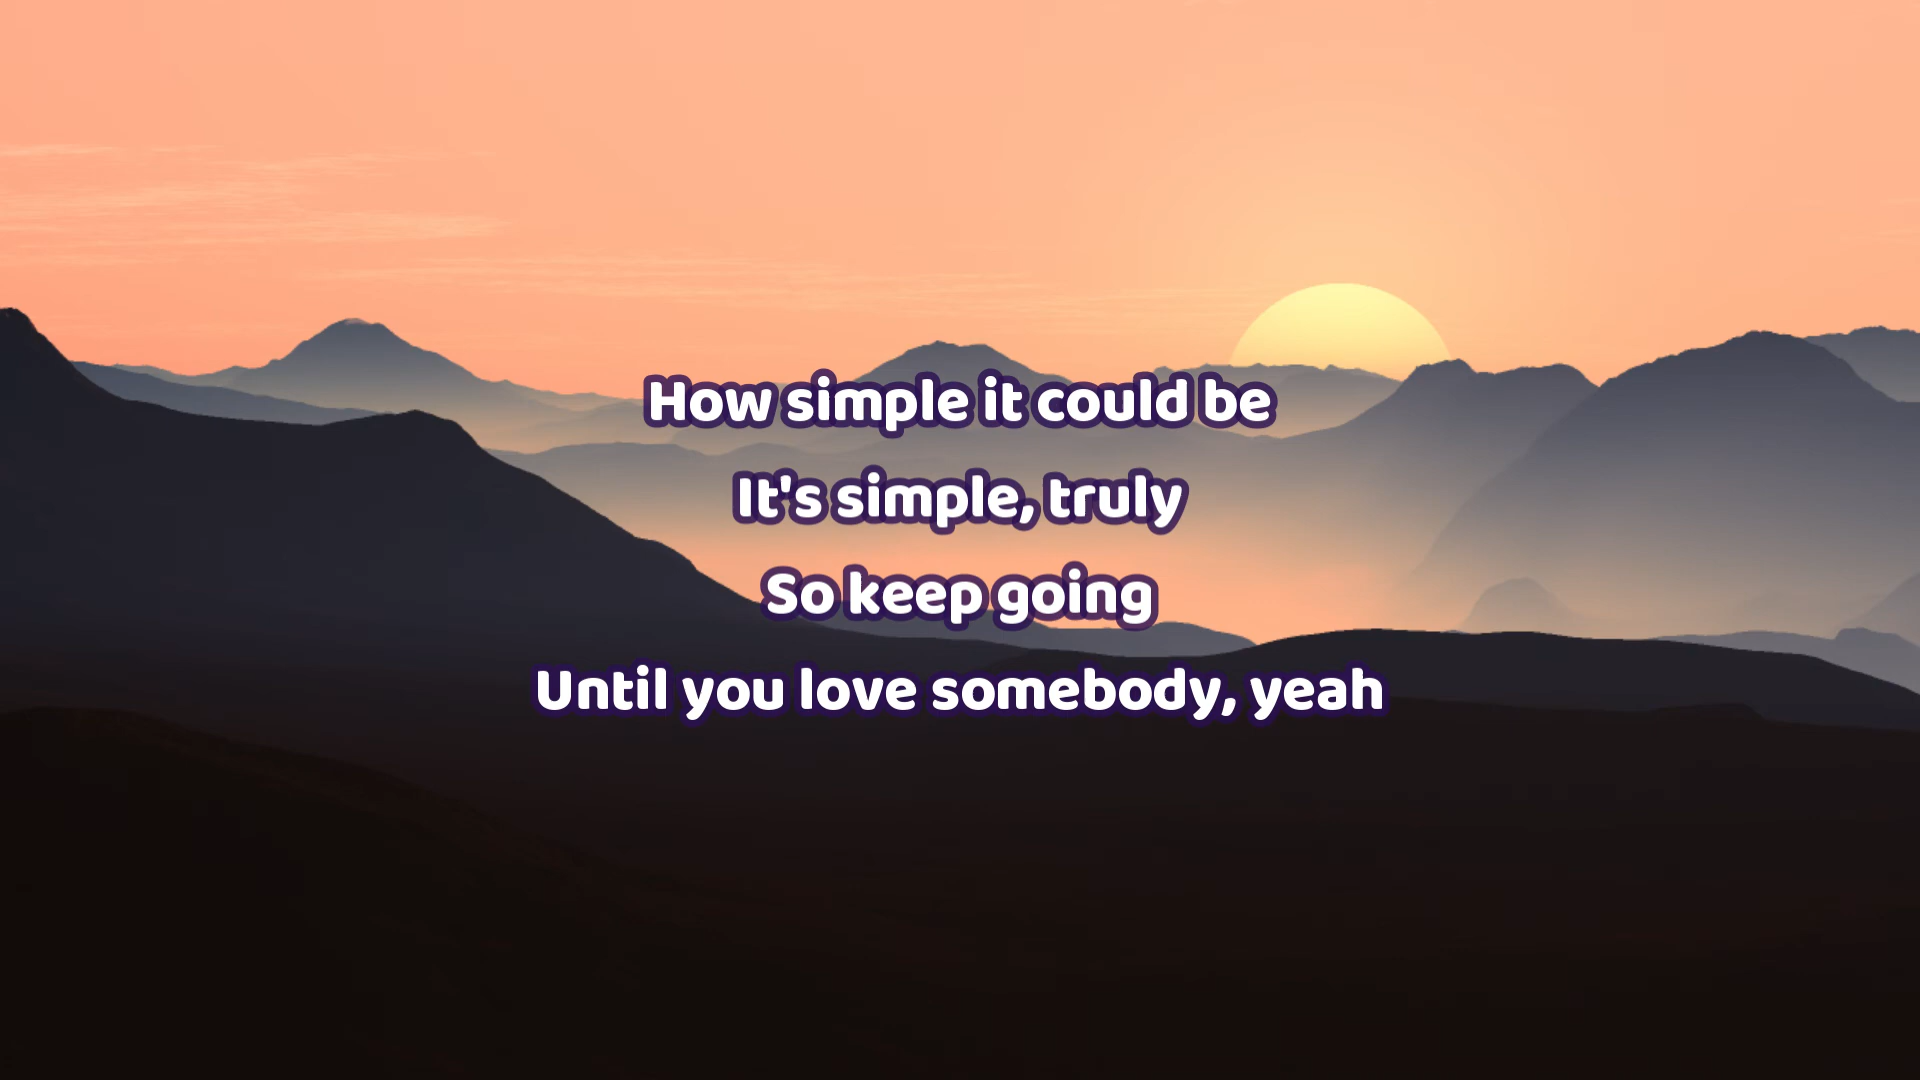 How simple it could be
It's simple, truly
So keep going
Until you love somebody, yeah